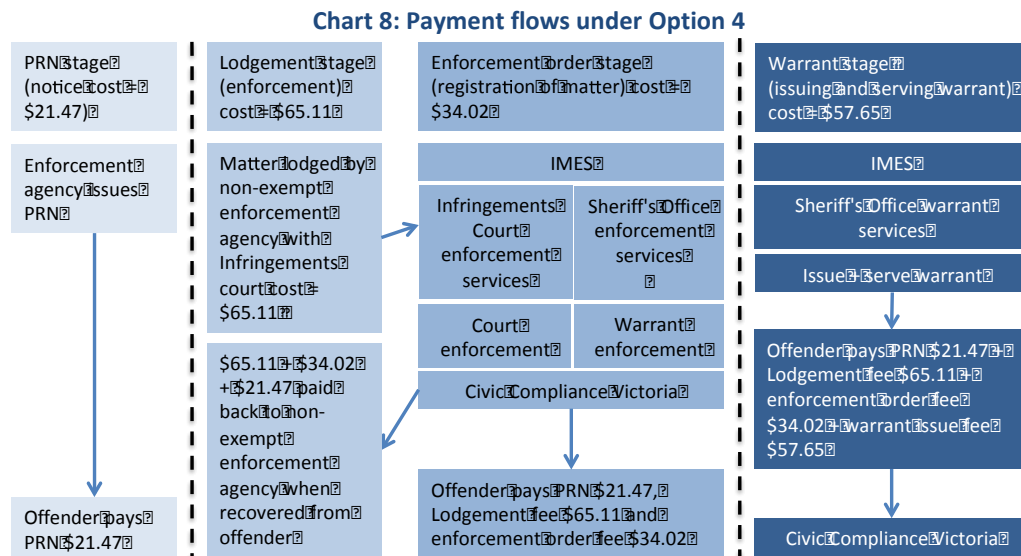 Chart 8: Payment flows under Option 4
PRN stage
(notice cost =
$21.47)
Enforcement
agency issues
PRN
Offender pays
PRN $21.47
Lodgement stage
(enforcement)
cost = $65.11
Matter lodged by
non-exempt
enforcement
agency with
Infringements
court cost =
$65.11
$65.11 + $34.02
+ $21.47 paid
back to non-
exempt
enforcement
agency when
recovered from
offender
Enforcement order stage
(registration of matter) cost =
$34.02
IMES
Infringements
Court
enforcement
services
Sheriff's Office
enforcement
services
Court
enforcement
Warrant
enforcement
Civic Compliance Victoria
Offender pays PRN $21.47,
Lodgement fee $65.11 and
enforcement order fee $34.02
Warrant stage
(issuing and serving warrant)
cost = $57.65
IMES
Sheriff's Office warrant
services
Issue + serve warrant
Offender pays PRN $21.47 +
Lodgement fee $65.11 +
enforcement order fee
$34.02 + warrant issue fee
$57.65
Civic Compliance Victoria